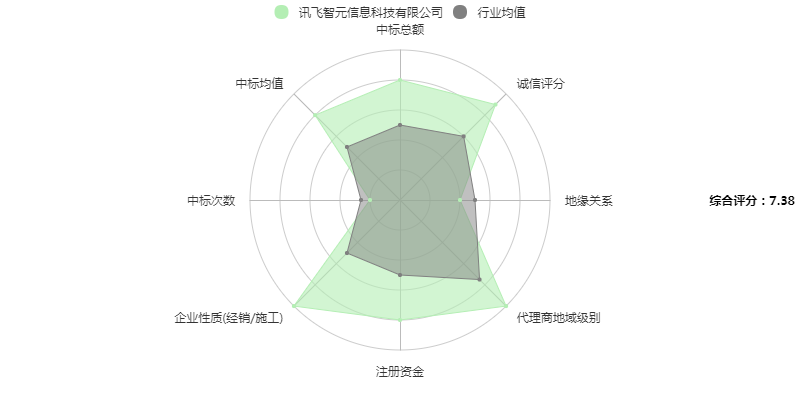 讯飞智元信息科技有限公司 行业均值
中标总额
中标均值 诚信评分
中标次数 地缘关系 综合评分：7.38
企业性质(经销/施工) 代理商地域级别
注册资金